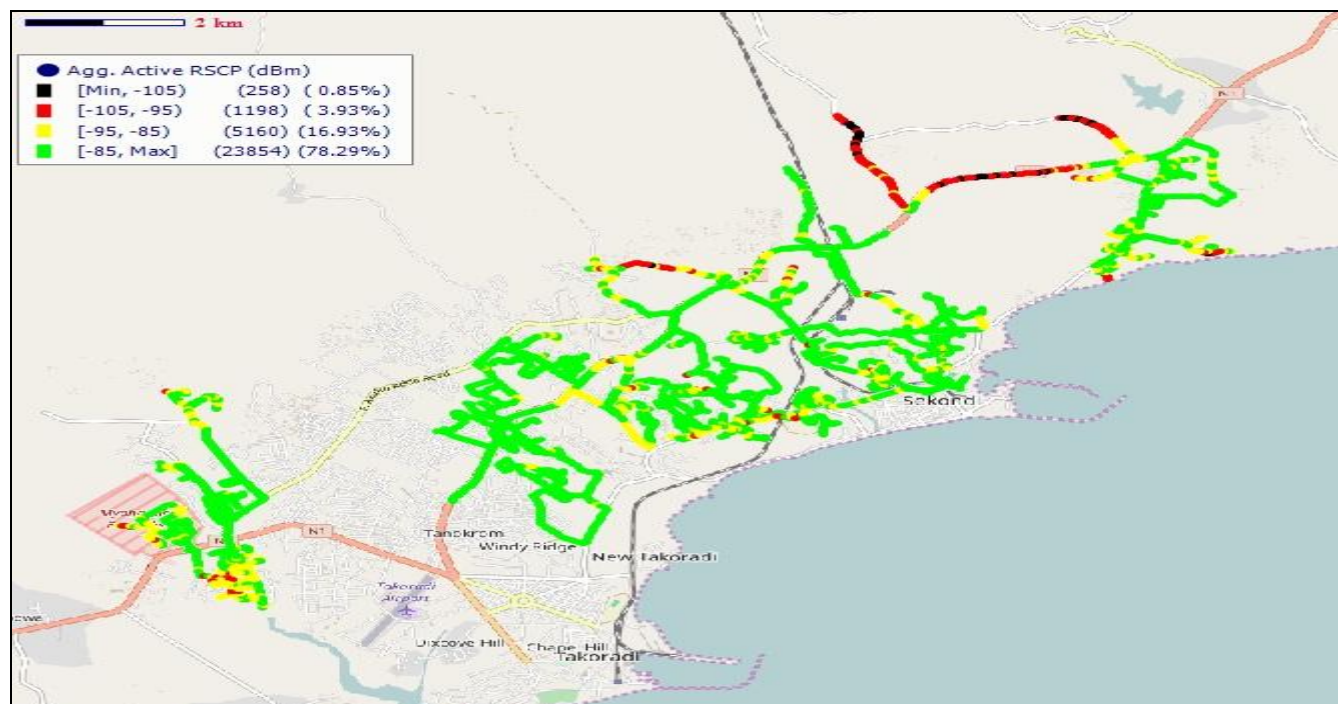 2 km
Agg. Active RSCP (dBm)
[Min, -105) (258) ( 0.85%)
[-105, -95) (1198) ( 3.93%)
[-95, -85) (5160) (16.93%)
[-85, Max] (23854) (78.29%)
N1
Sekond
N1
Tanokrom
Windy Ridge
New Takoradi
Takoradi
Airport
Dixcove Hill
Chapel Hill
Takoradi